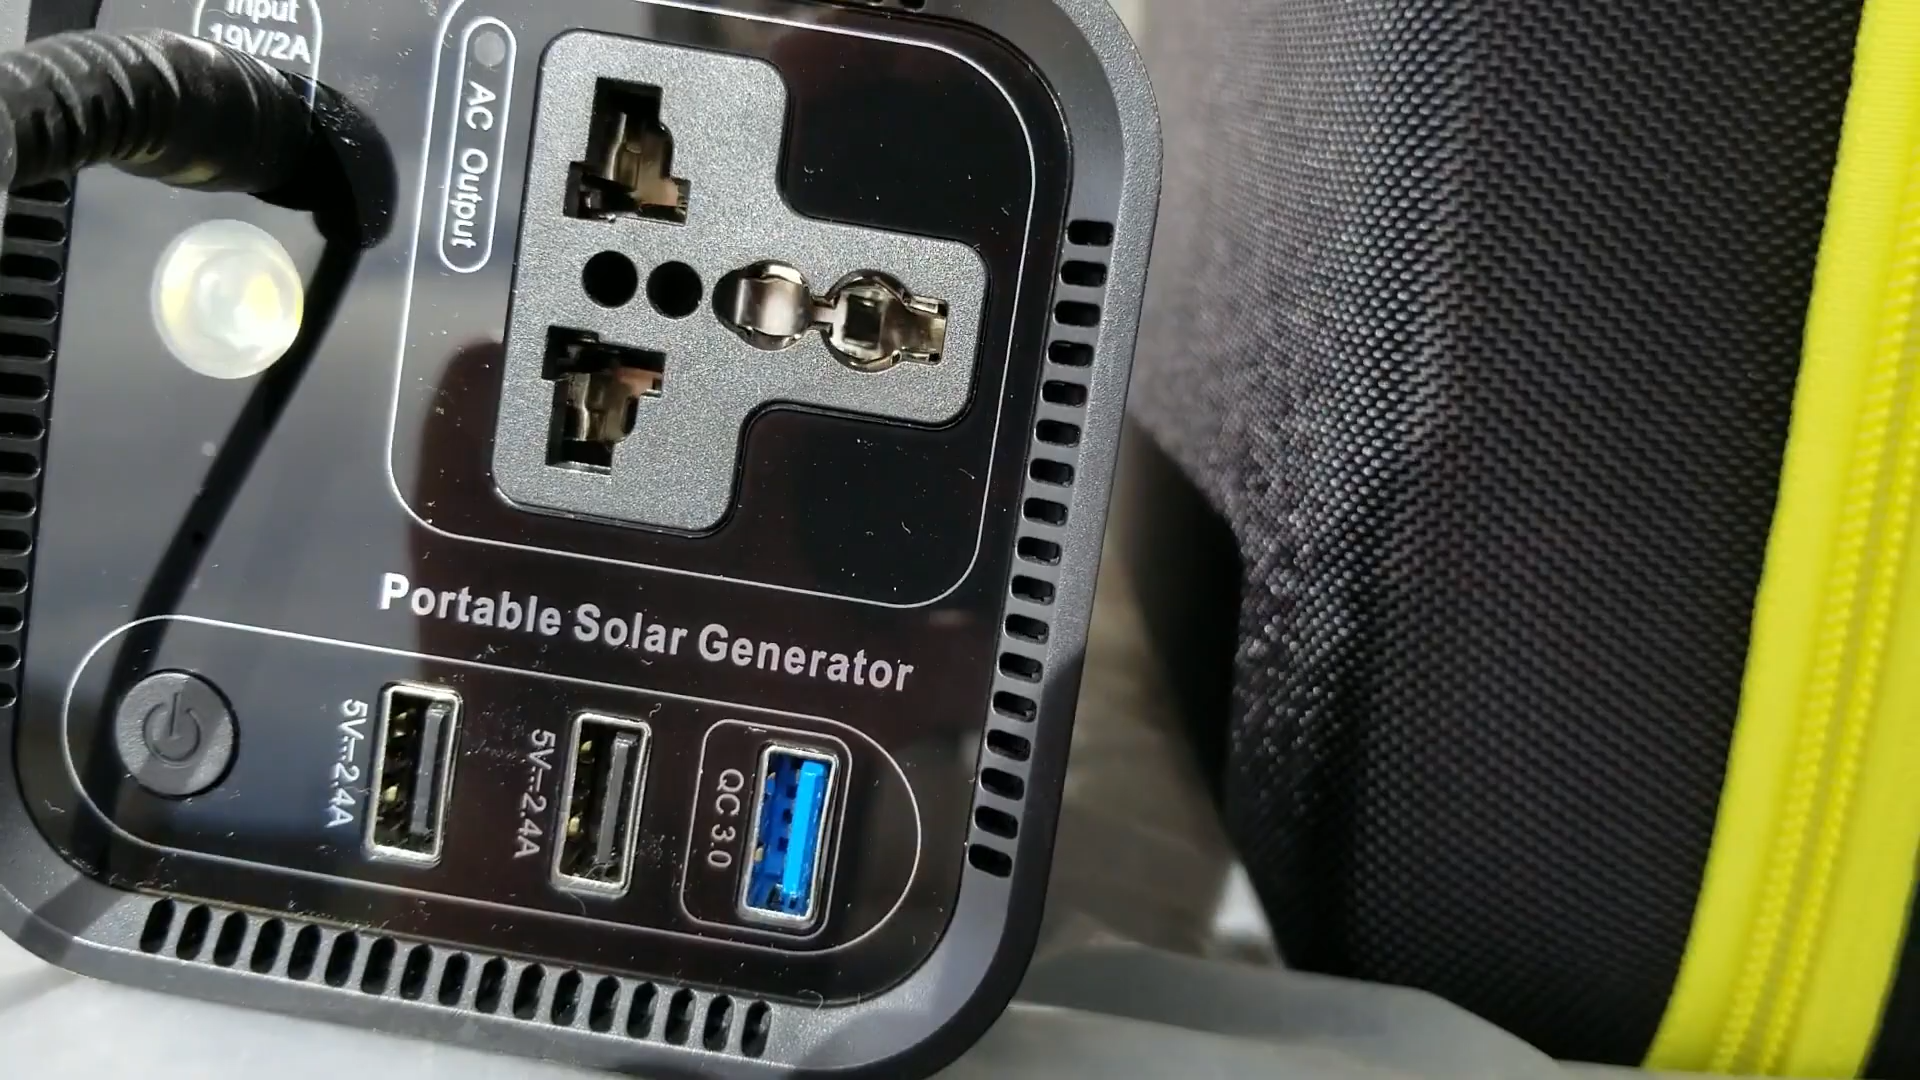 Input
19V/2A
AC Output
Portable Solar Generator
5V⎓2.4A
5V⎓2.4A
QC 3.0